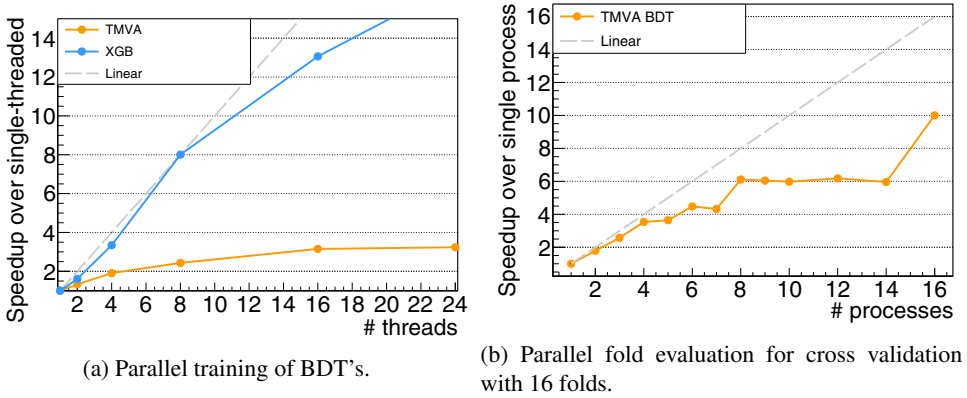 Speedup over single-threaded
14
12
10
8
6
4
2
TMVA
XGB
Linear
2 4 6 8 10 12 14 16 18 20 22 24
# threads
(a) Parallel training of BDT's.
Speedup over single process
16
14
12
10
8
6
4
2
TMVA BDT
Linear
2 4 6 8 10 12 14 16
# processes
(b) Parallel fold evaluation for cross validation
with 16 folds.